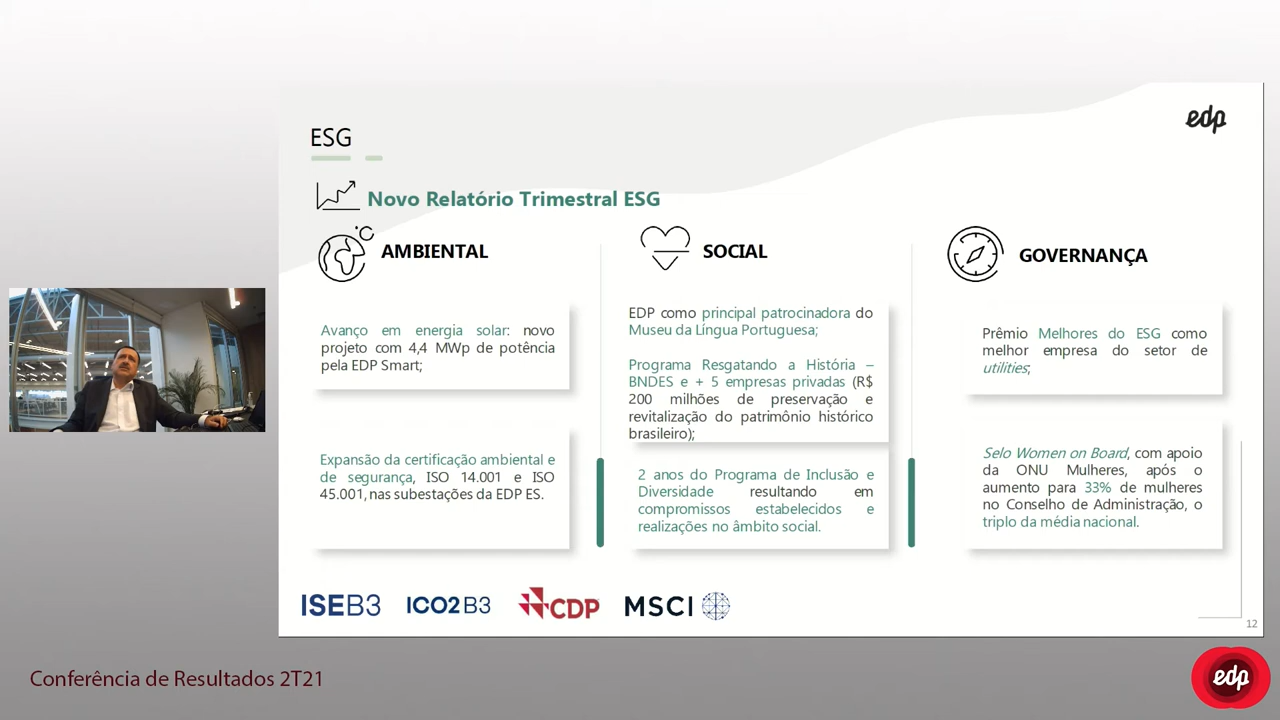 edp
ESG
Novo Relatório Trimestral ESG
AMBIENTAL
Avanço em energia solar: novo
projeto com 4,4 MWp de potência
pela EDP Smart;
Expansão da certificação ambiental e
de segurança, ISO 14.001 e ISO
45.001, nas subestações da EDP ES.
SOCIAL
EDP como principal patrocinadora do
Museu da Língua Portuguesa;
Programa Resgatando a História –
BNDES e + 5 empresas privadas (R$
200 milhões de preservação e
revitalização do patrimônio histórico
brasileiro);
2 anos do Programa de Inclusão e
Diversidade resultando em
compromissos estabelecidos e
realizações no âmbito social.
GOVERNANÇA
Prêmio Melhores do ESG como
melhor empresa do setor de
utilities;
Selo Women on Board, com apoio
da ONU Mulheres, após o
aumento para 33% de mulheres
no Conselho de Administração, o
triplo da média nacional.
ISEB3
ICO2B3
CDP
MSCI
12
Conferência de Resultados 2T21
edp